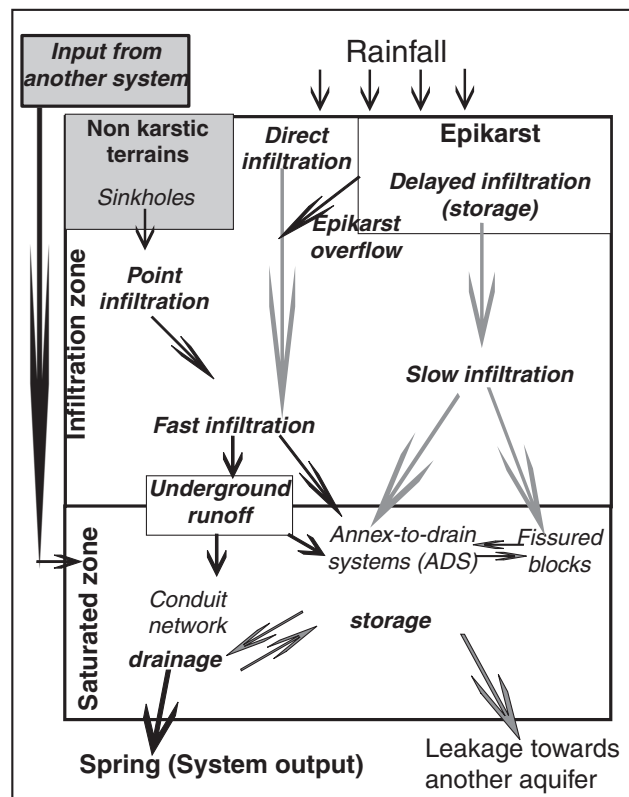 Input from
another system
Rainfall
Non karstic
terrains
Sinkholes
Direct
infiltration
Epikarst
Delayed infiltration
(storage)
Epikarst
overflow
Point
infiltration
Infiltration zone
Slow infiltration
Fast infiltration
Underground
runoff
Annex-to-drain
systems (ADS)
Fissured
blocks
Saturated zone
Conduit
network
drainage
storage
Spring (System output)
Leakage towards
another aquifer